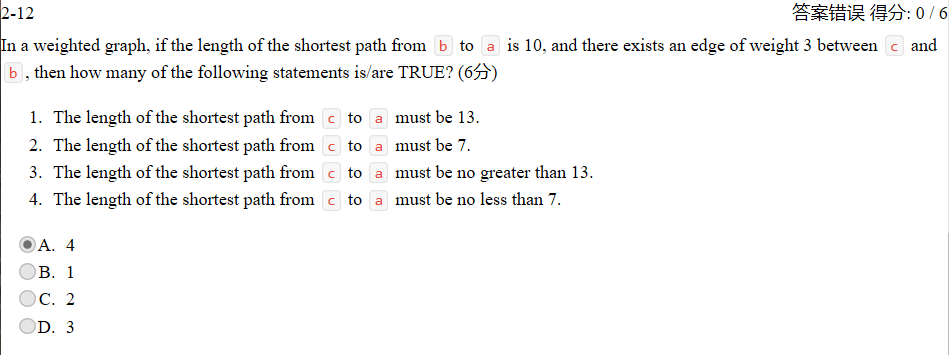 2-12 答案错误 得分: 0 / 6
In a weighted graph, if the length of the shortest path from b to a is 10, and there exists an edge of weight 3 between c and
b , then how many of the following statements is/are TRUE? (6分)
1. The length of the shortest path from c to a must be 13.
2. The length of the shortest path from c to a must be 7.
3. The length of the shortest path from c to a must be no greater than 13.
4. The length of the shortest path from c to a must be no less than 7.
A. 4
B. 1
C. 2
D. 3